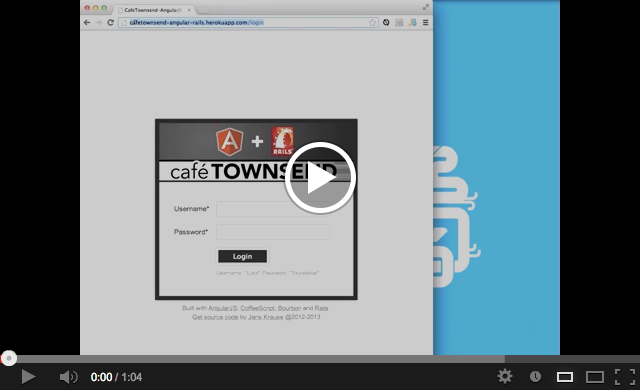 CafeTownsend-Angular
cafetownsend-angular-rails.herokuapp.com/login
RAILS
café TOWNSEND
Username*
Password*
Login
Username: "Luke" Password: "Skywalker"
Built with AngularJS, CoffeeScript, Bourbon and Rails
Get source code by Jens Krause @2012-2013
0:00 / 1:04